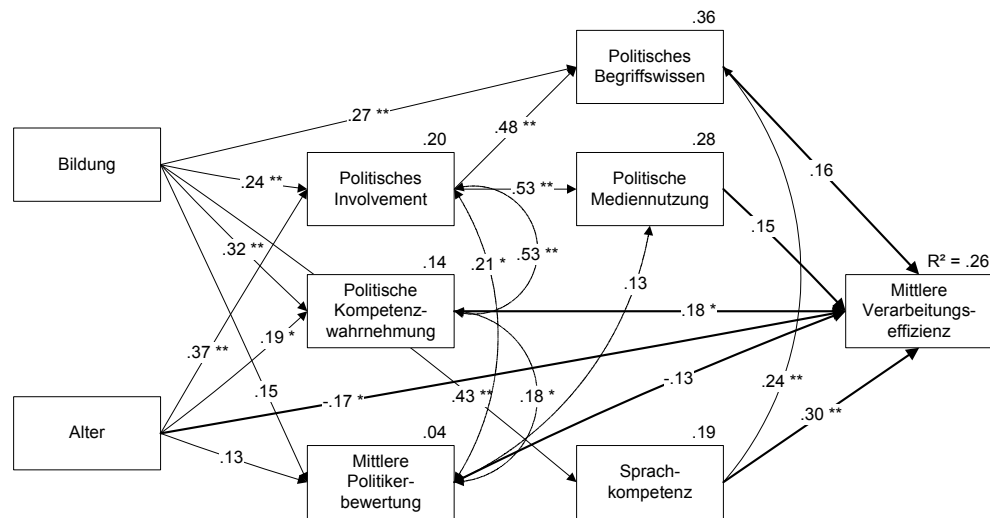 .36
Politisches
Begriffswissen
.27 **
.48 **
.20
.28
Bildung
.24 **
Politisches
Involvement
.53 **
Politische
Mediennutzung
.16
.15
.32 **
.21 *
.53 **
.14
.13
R² = .26
Politische
Kompetenz-
wahrnehmung
.18 *
Mittlere
Verarbeitungs-
effizienz
.19 *
.37 **
.15
-.17 *
.43 **
.18 *
-.13
.24 **
.30 **
Alter
.13
.04
.19
Mittlere
Politiker-
bewertung
Sprach-
kompetenz